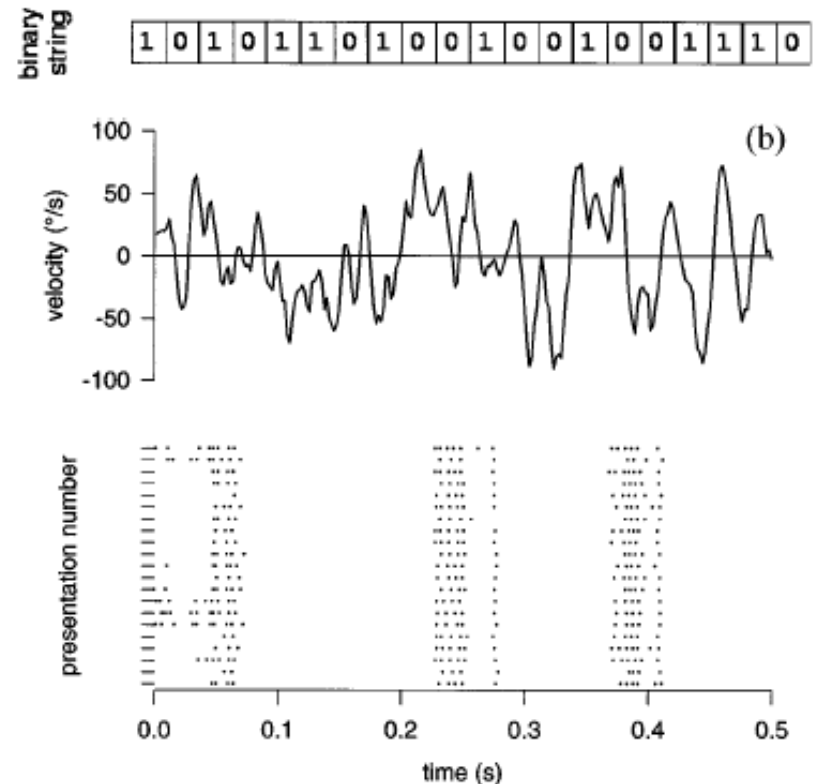 binary string
1 0 1 0 1 1 1 0 1 0 0 1 0 0 1 0 0 1 1 1 0
(b)
velocity (°/s)
100
50
0
-50
-100
presentation number
0.0 0.1 0.2 0.3 0.4 0.5
time (s)